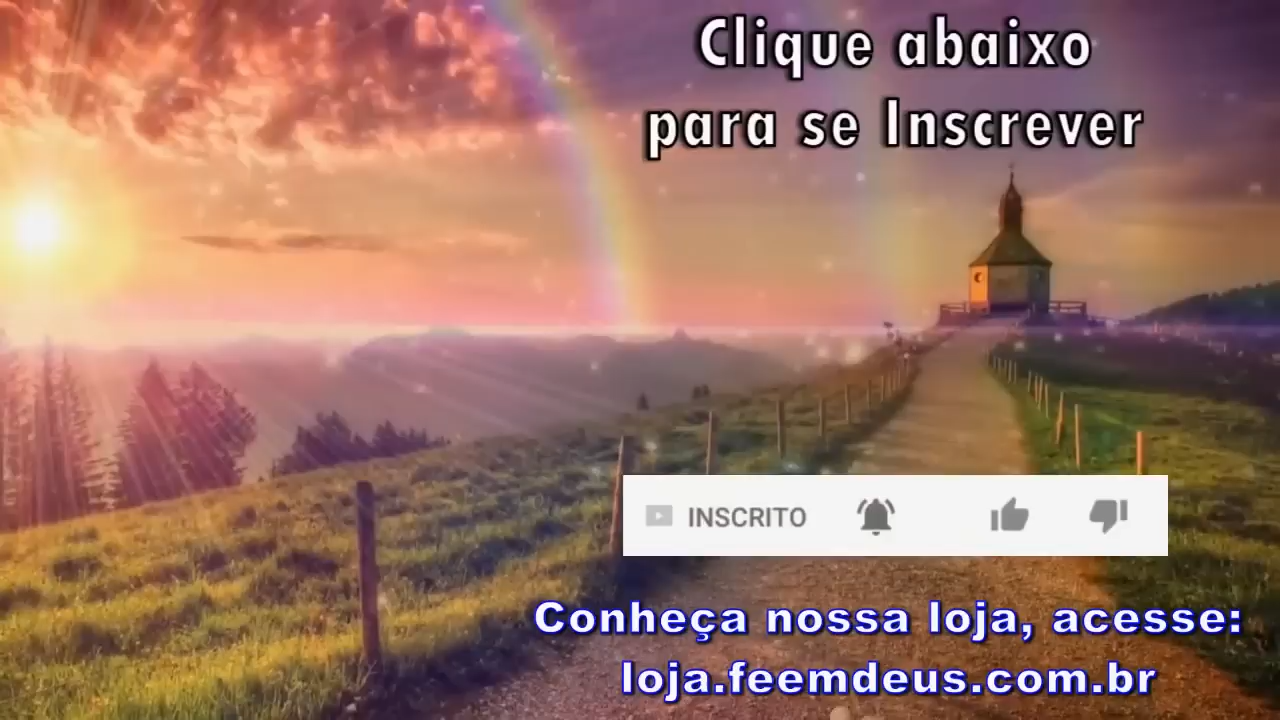 Clique abaixo
para se Inscrever
INSCRITO
Conheça nossa loja, acesse:
loja.feemdeus.com.br